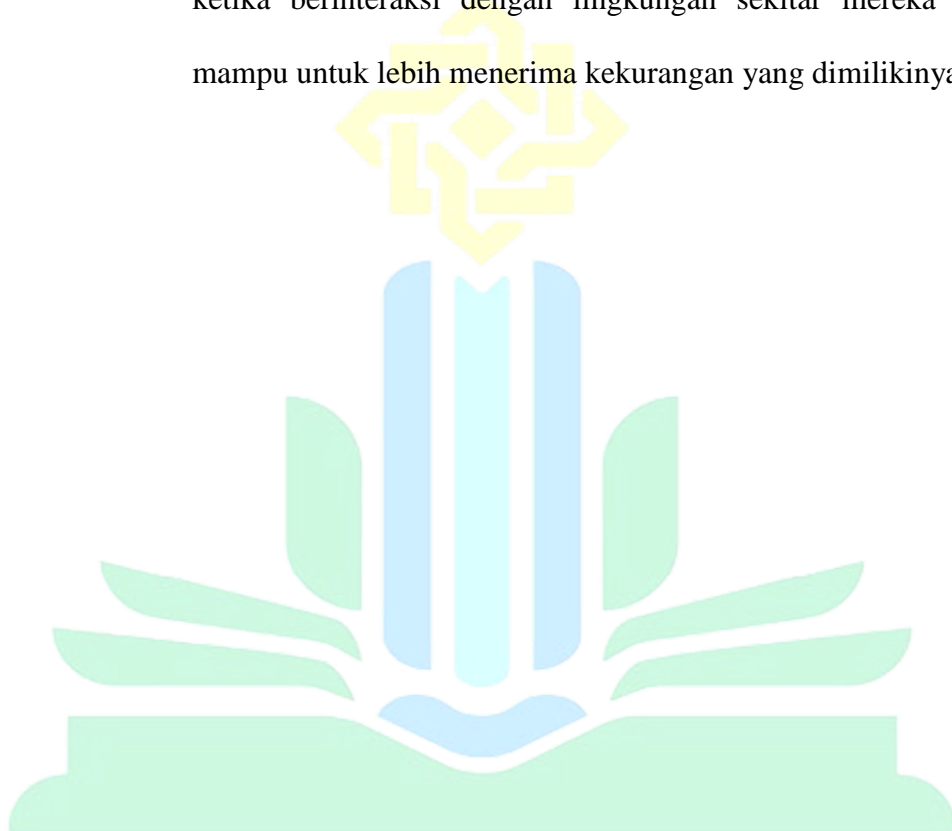 ketika berinteraksi dengan lingkungan sekitar mereka
mampu untuk lebih menerima kekurangan yang dimilikinya